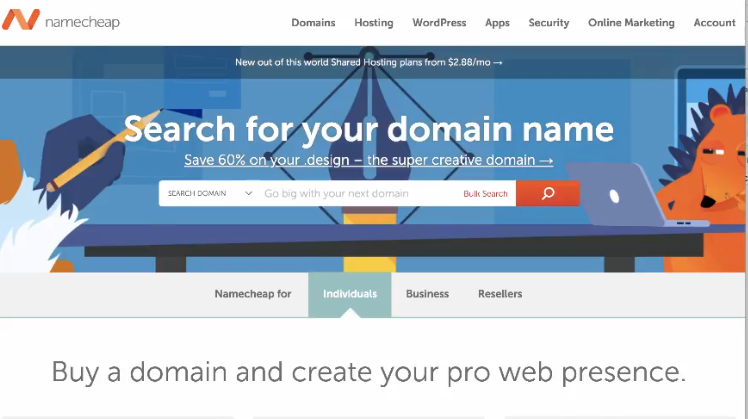 namecheap
Domains Hosting WordPress Apps Security Online Marketing Account
New out of this world Shared Hosting plans from $2.88/mo →
Search for your domain name
Save 60% on your .design – the super creative domain →
SEARCH DOMAIN Go big with your next domain Bulk Search
Namecheap for Individuals Business Resellers
Buy a domain and create your pro web presence.